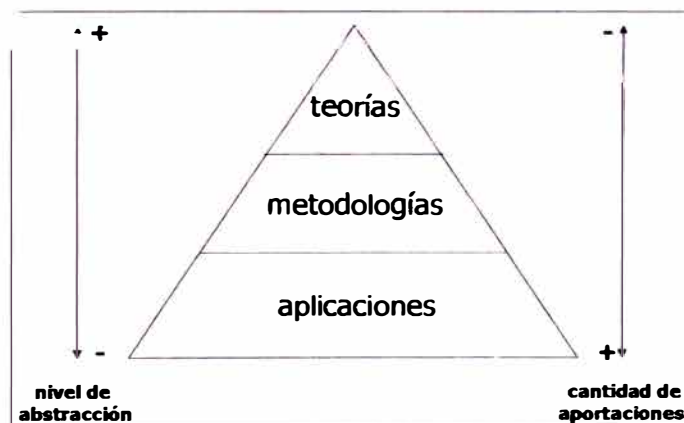 +
-
teorías
metodologías
aplicaciones
-
+
nivel de
abstracción
cantidad de
aportaciones